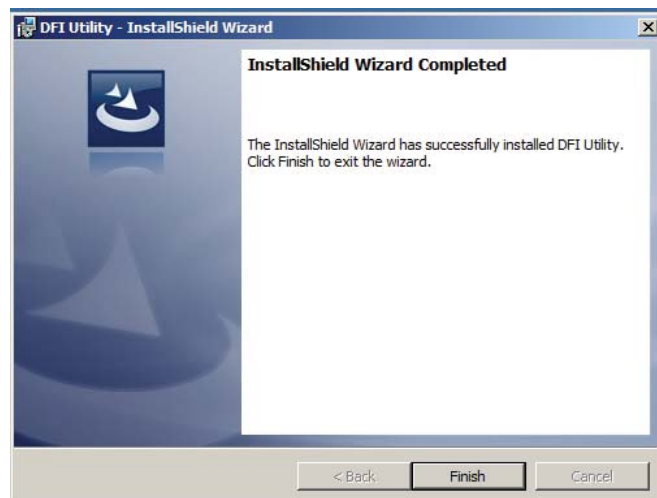 DFI Utility - InstallShield Wizard
InstallShield Wizard Completed
The InstallShield Wizard has successfully installed DFI Utility.
Click Finish to exit the wizard.
< Back
Finish
Cancel